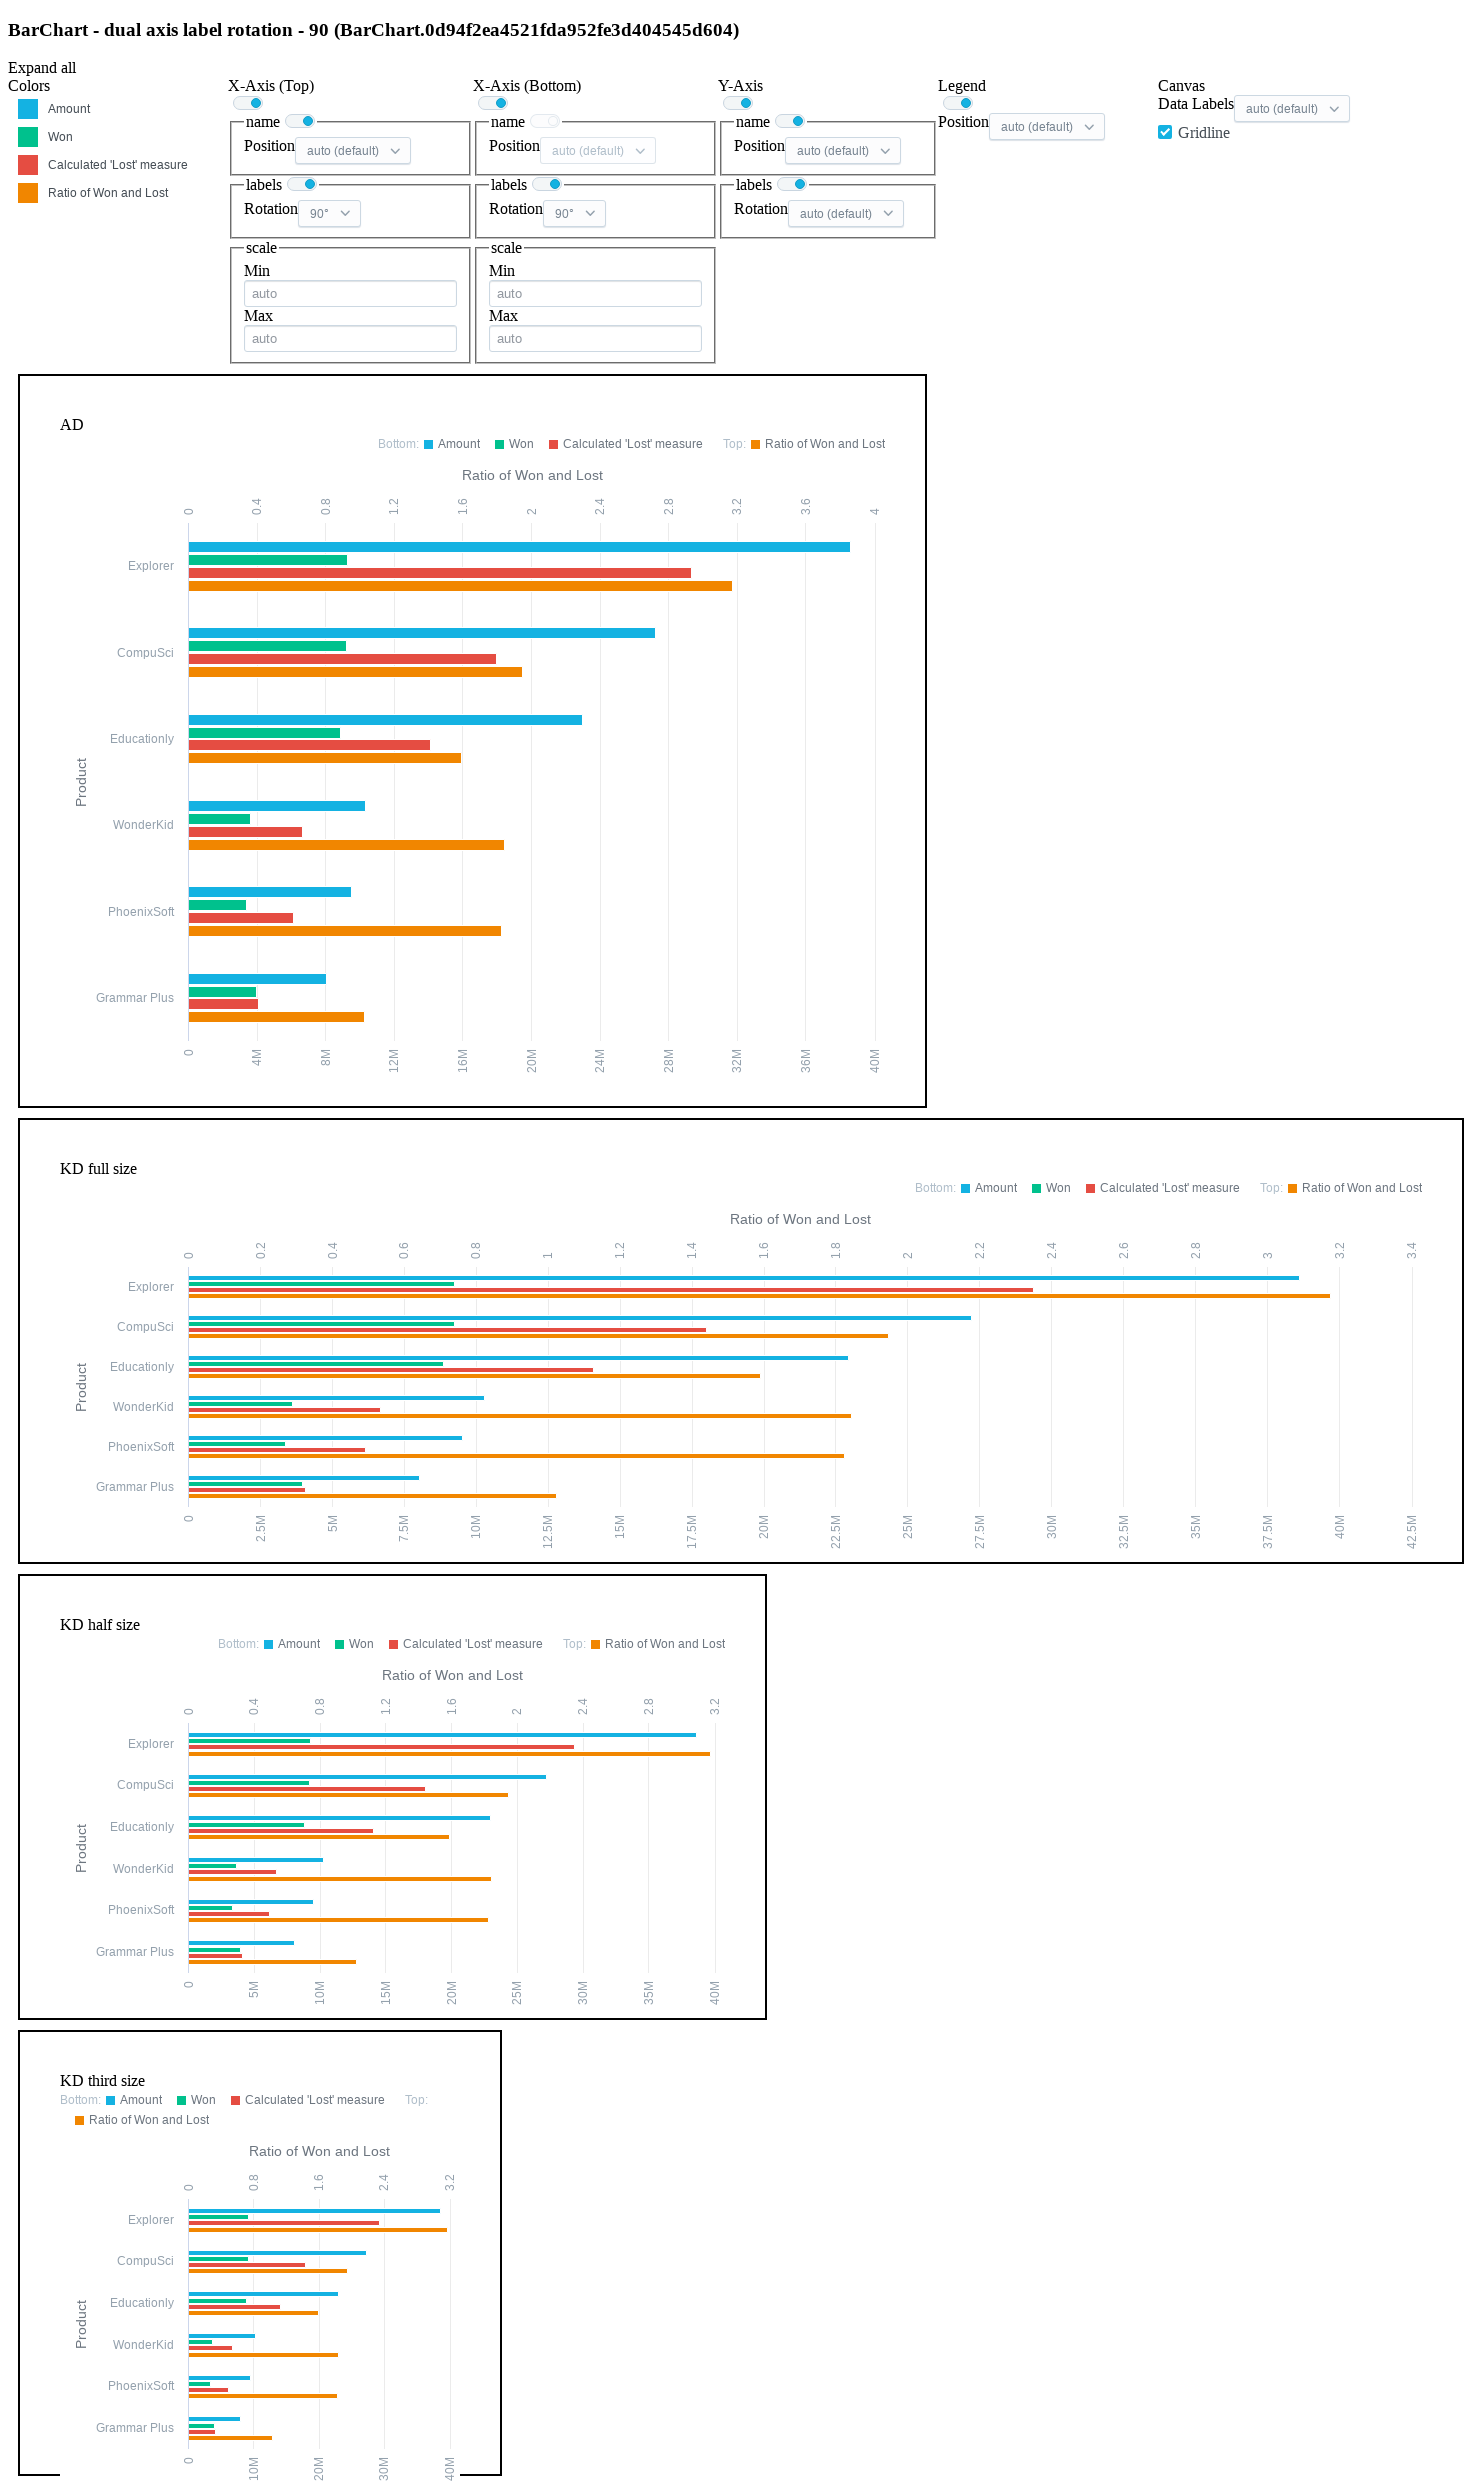 BarChart - dual axis label rotation - 90 (BarChart.0d94f2ea4521fda952fe3d404545d604)
Expand all
Colors
Amount
Won
Calculated 'Lost' measure
Ratio of Won and Lost
X-Axis (Top)
name
Position auto (default)
labels
Rotation 90°
scale
Min
auto
Max
auto
X-Axis (Bottom)
name
Position auto (default)
labels
Rotation 90°
scale
Min
auto
Max
auto
Y-Axis
name
Position auto (default)
labels
Rotation auto (default)
Legend
Position auto (default)
Canvas
Data Labels auto (default)
Gridline
AD
Bottom: Amount Won Calculated 'Lost' measure Top: Ratio of Won and Lost
Ratio of Won and Lost
0 0.4 0.8 1.2 1.6 2 2.4 2.8 3.2 3.6 4
Product
Explorer
CompuSci
Educationly
WonderKid
PhoenixSoft
Grammar Plus
0 4M 8M 12M 16M 20M 24M 28M 32M 36M 40M
KD full size
Bottom: Amount Won Calculated 'Lost' measure Top: Ratio of Won and Lost
Ratio of Won and Lost
0 0.2 0.4 0.6 0.8 1 1.2 1.4 1.6 1.8 2 2.2 2.4 2.6 2.8 3 3.2 3.4
Product
Explorer
CompuSci
Educationly
WonderKid
PhoenixSoft
Grammar Plus
0 2.5M 5M 7.5M 10M 12.5M 15M 17.5M 20M 22.5M 25M 27.5M 30M 32.5M 35M 37.5M 40M 42.5M
KD half size
Bottom: Amount Won Calculated 'Lost' measure Top: Ratio of Won and Lost
Ratio of Won and Lost
0 0.4 0.8 1.2 1.6 2 2.4 2.8 3.2
Product
Explorer
CompuSci
Educationly
WonderKid
PhoenixSoft
Grammar Plus
0 5M 10M 15M 20M 25M 30M 35M 40M
KD third size
Bottom: Amount Won Calculated 'Lost' measure Top:
Ratio of Won and Lost
Ratio of Won and Lost
0 0.8 1.6 2.4 3.2
Product
Explorer
CompuSci
Educationly
WonderKid
PhoenixSoft
Grammar Plus
0 10M 20M 30M 40M